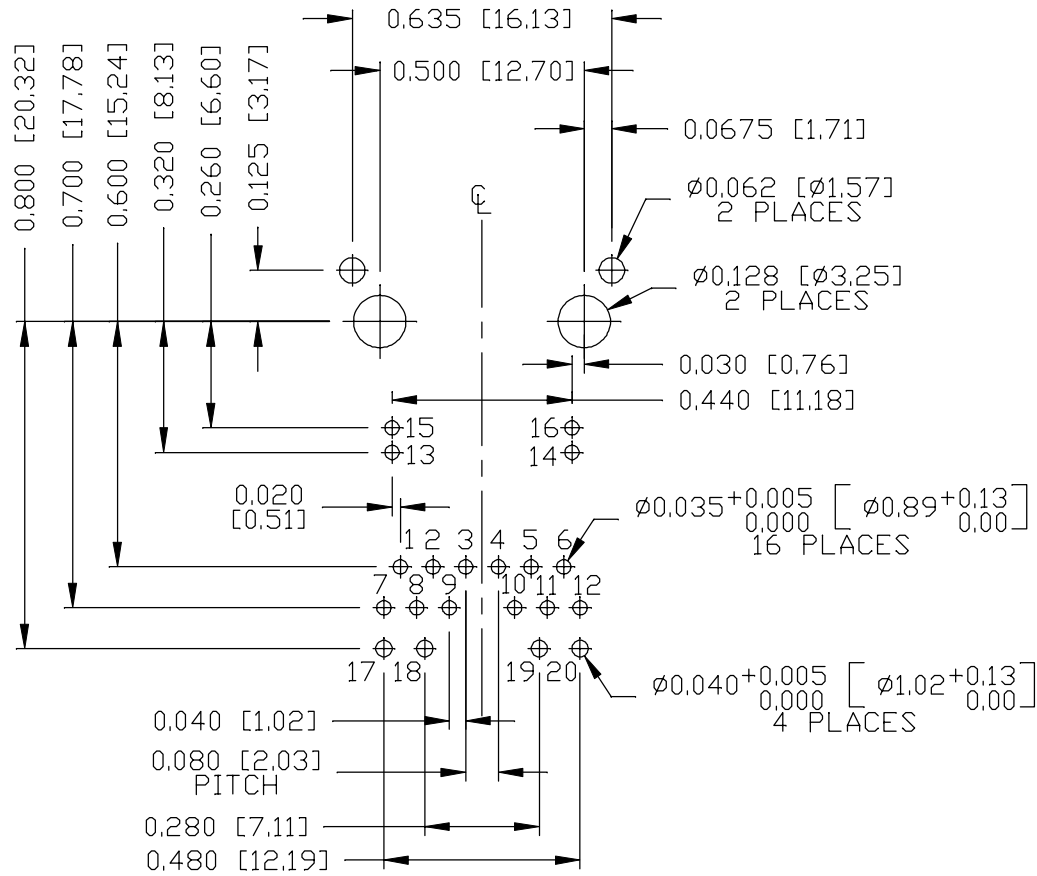 0.635 [16.13]
0.500 [12.70]
0.800 [20.32]
0.700 [17.78]
0.600 [15.24]
0.320 [8.13]
0.260 [6.60]
0.125 [3.17]
0.0675 [1.71]
℄
Ø0.062 [Ø1.57]
2 PLACES
Ø0.128 [Ø3.25]
2 PLACES
0.030 [0.76]
0.440 [11.18]
15 16
13 14
0.020
[0.51]
Ø0.035+0.005 [Ø0.89+0.13]
0.000 0.00
16 PLACES
1 2 3 4 5 6
7 8 9 10 11 12
17 18 19 20
Ø0.040+0.005 [Ø1.02+0.13]
0.000 0.00
4 PLACES
0.040 [1.02]
0.080 [2.03]
PITCH
0.280 [7.11]
0.480 [12.19]